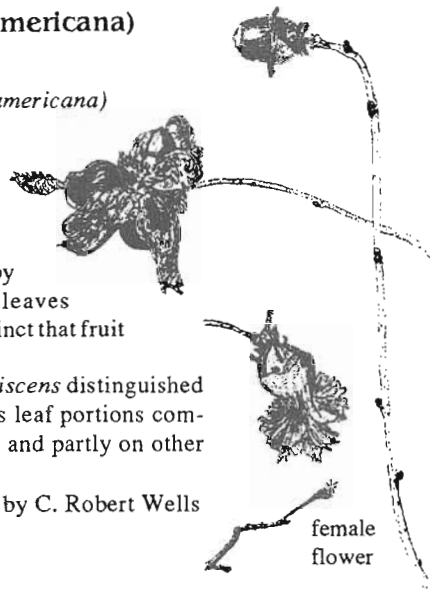 mericana)
americana)
by
leaves
inct that fruit
iscens distinguished
s leaf portions com-
and partly on other
by C. Robert Wells
female
flower